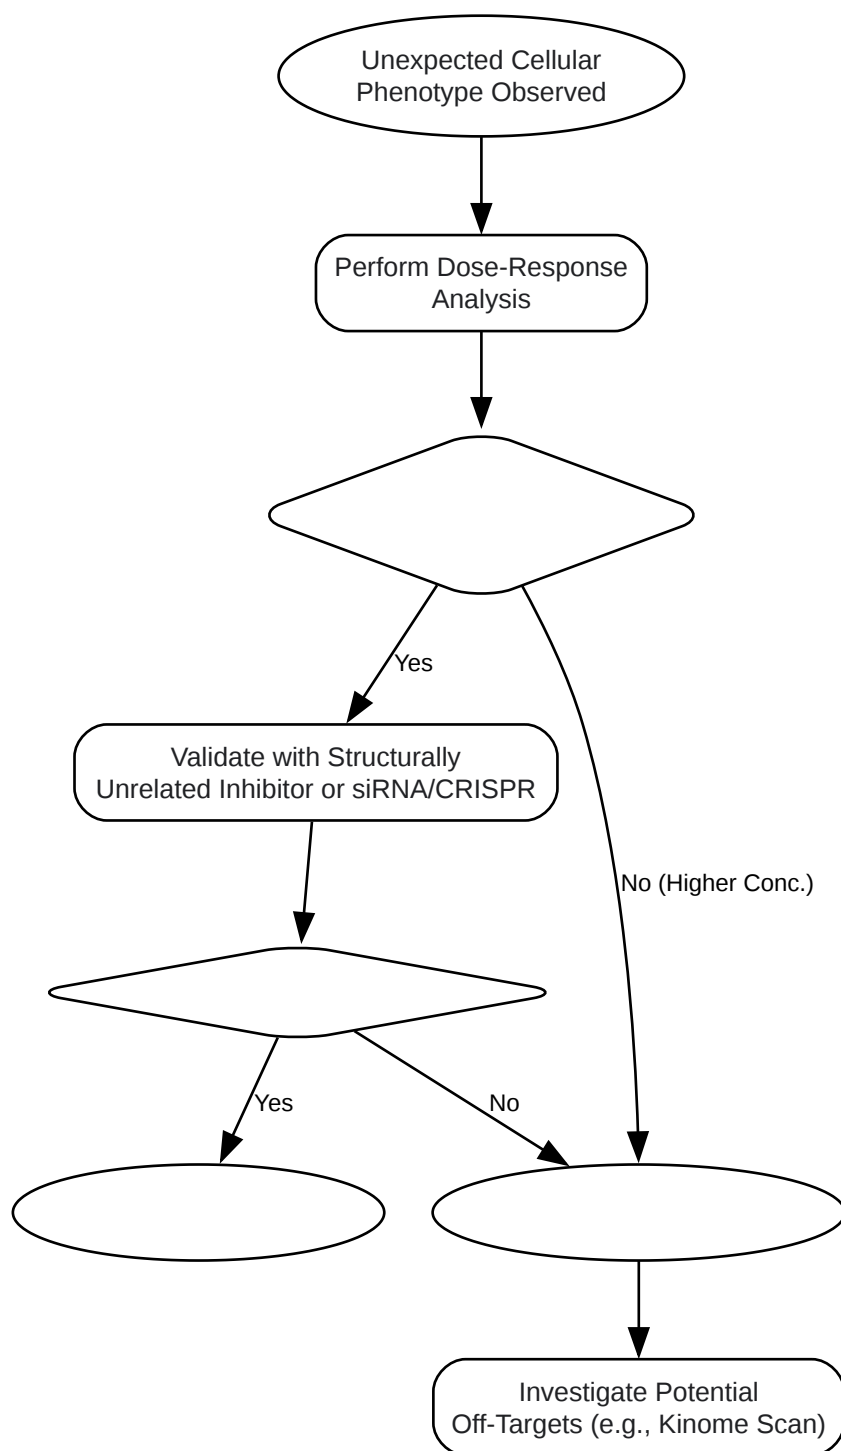 Unexpected Cellular
Phenotype Observed
Perform Dose-Response
Analysis
Yes
Validate with Structurally
Unrelated Inhibitor or siRNA/CRISPR
No (Higher Conc.)
Yes
No
Investigate Potential
Off-Targets (e.g., Kinome Scan)